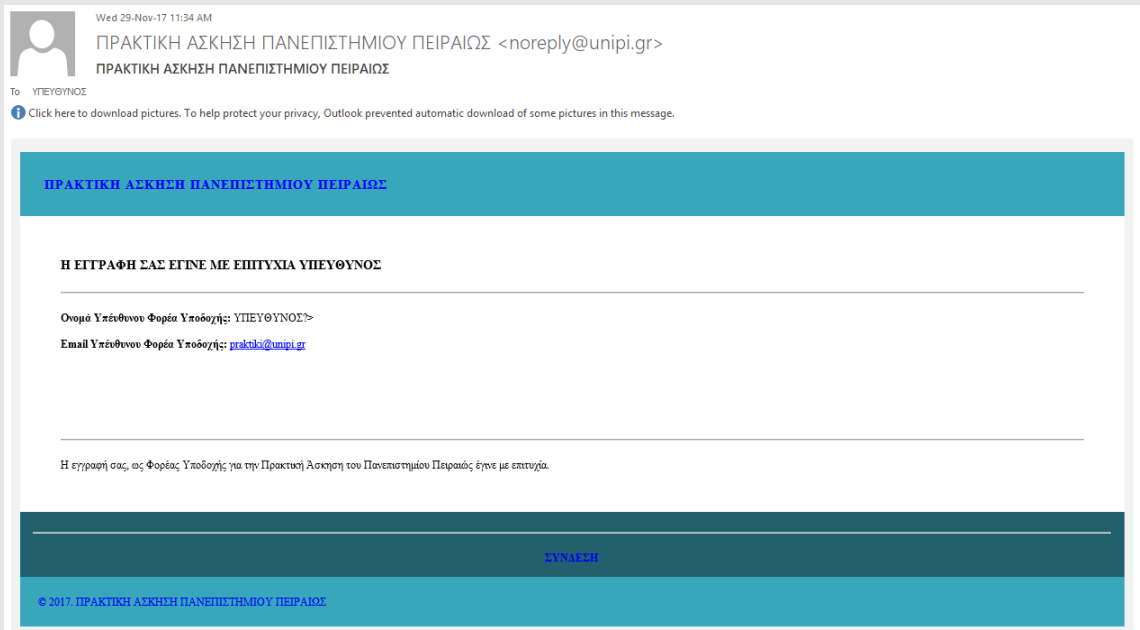 Wed 29-Nov-17 11:34 AM
ΠΡΑΚΤΙΚΗ ΑΣΚΗΣΗ ΠΑΝΕΠΙΣΤΗΜΙΟΥ ΠΕΙΡΑΙΩΣ <noreply@unipi.gr>
ΠΡΑΚΤΙΚΗ ΑΣΚΗΣΗ ΠΑΝΕΠΙΣΤΗΜΙΟΥ ΠΕΙΡΑΙΩΣ
To ΥΠΕΥΘΥΝΟΣ
Click here to download pictures. To help protect your privacy, Outlook prevented automatic download of some pictures in this message.
ΠΡΑΚΤΙΚΗ ΑΣΚΗΣΗ ΠΑΝΕΠΙΣΤΗΜΙΟΥ ΠΕΙΡΑΙΩΣ
Η ΕΓΓΡΑΦΗ ΣΑΣ ΕΓΙΝΕ ΜΕ ΕΠΙΤΥΧΙΑ ΥΠΕΥΘΥΝΟΣ
Ονομά Υπέυθυνου Φορέα Υποδοχής: ΥΠΕΥΘΥΝΟΣ?>
Email Υπέυθυνου Φορέα Υποδοχής: praktiki@unipi.gr
Η εγγραφή σας, ως Φορέας Υποδοχής για την Πρακτική Άσκηση του Πανεπιστημίου Πειραιώς έγινε με επιτυχία.
ΣΥΝΔΕΣΗ
© 2017. ΠΡΑΚΤΙΚΗ ΑΣΚΗΣΗ ΠΑΝΕΠΙΣΤΗΜΙΟΥ ΠΕΙΡΑΙΩΣ